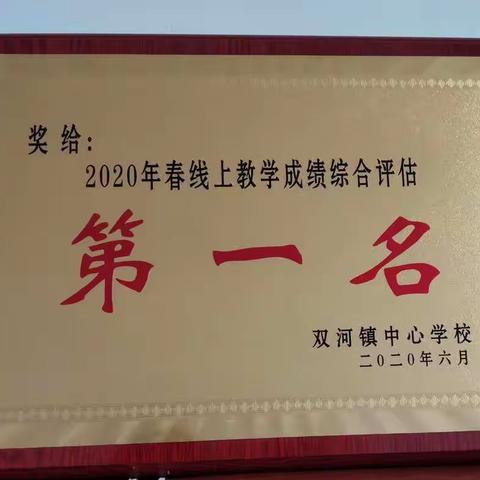 奖给:
2020年春线上教学成绩综合评估
第一名
双河镇中心学校
二〇二〇年六月